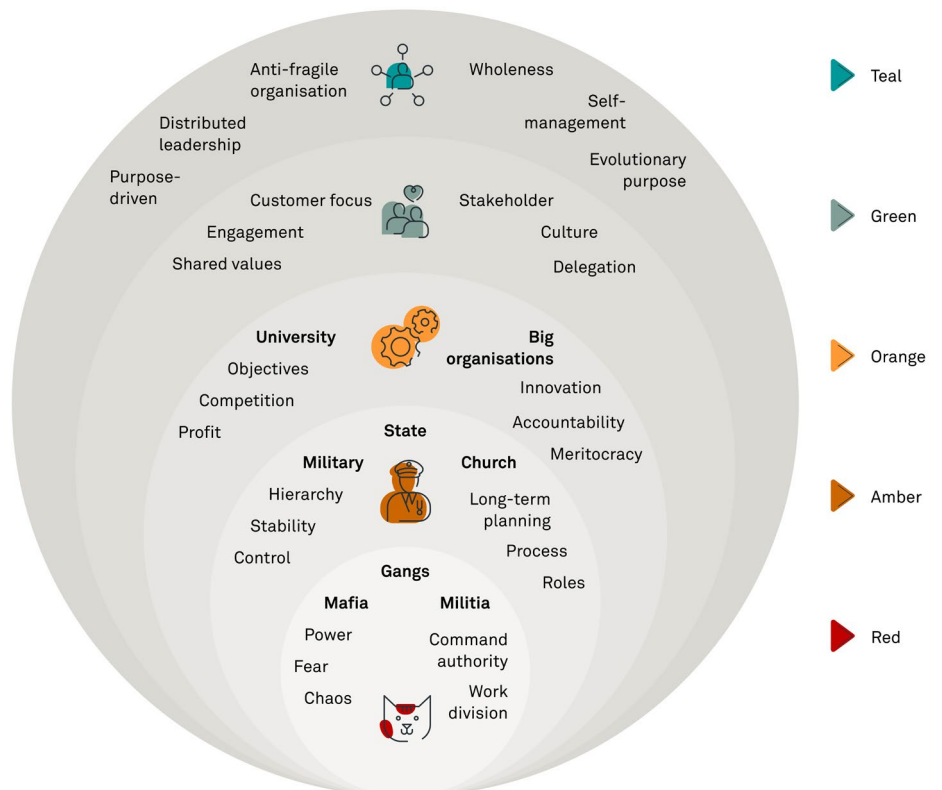 Anti-fragile
organisation
Wholeness
Self-
management
Distributed
leadership
Evolutionary
purpose
Purpose-
driven
Customer focus
Stakeholder
Engagement
Culture
Shared values
Delegation
University
Big
organisations
Objectives
Innovation
Competition
Accountability
Profit
Meritocracy
State
Military
Church
Hierarchy
Long-term
planning
Stability
Process
Control
Roles
Gangs
Mafia
Militia
Power
Command
authority
Fear
Work
division
Chaos
Teal
Green
Orange
Amber
Red